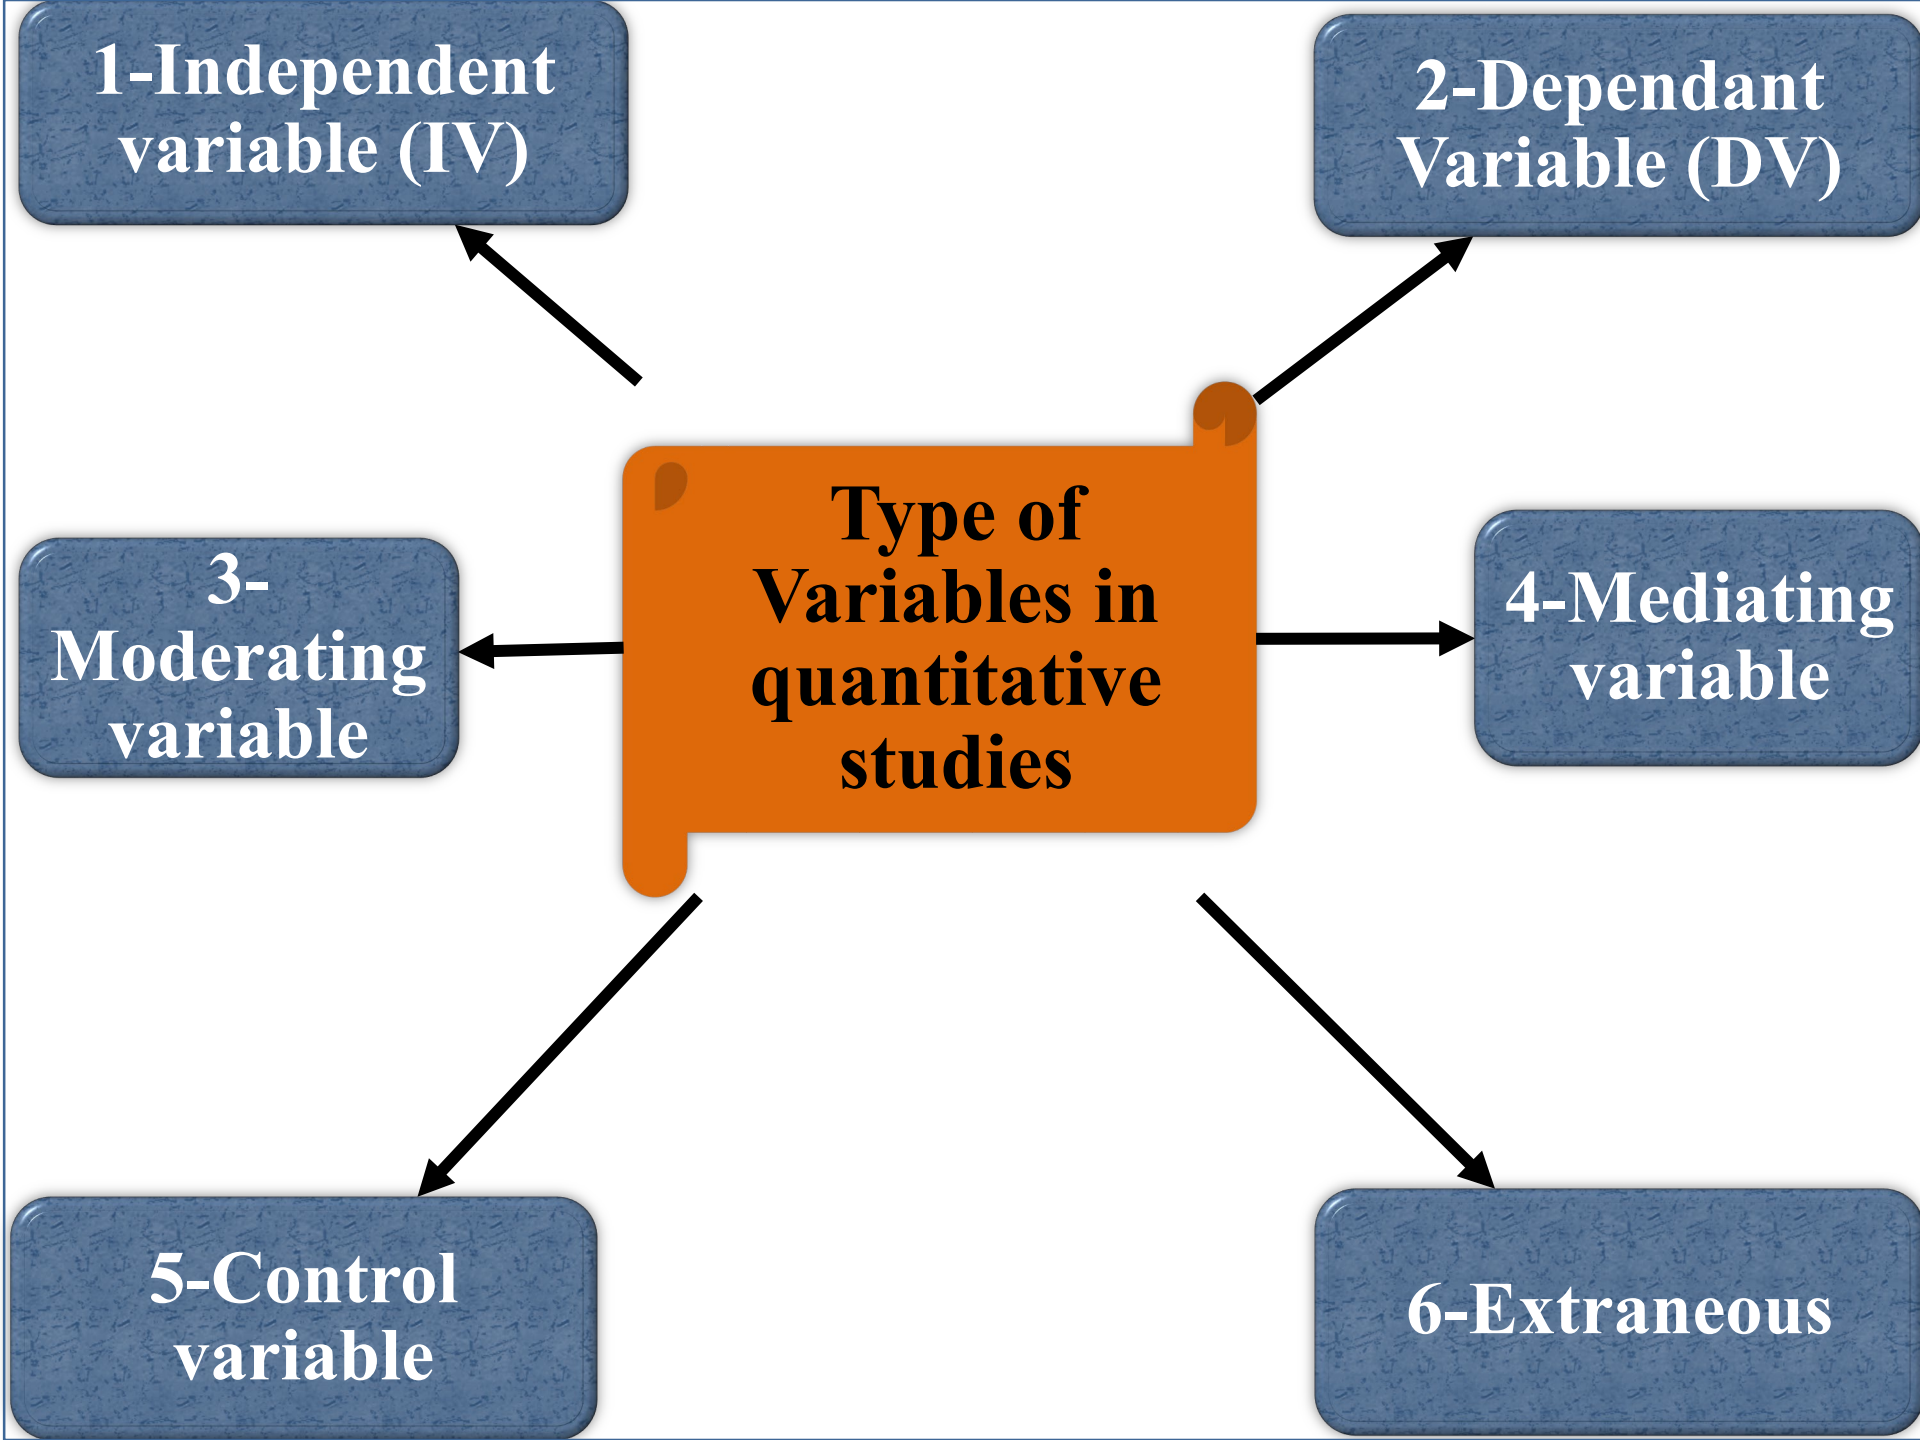 1-Independent
variable (IV)
2-Dependant
Variable (DV)
Type of
Variables in
quantitative
studies
3-
Moderating
variable
4-Mediating
variable
5-Control
variable
6-Extraneous